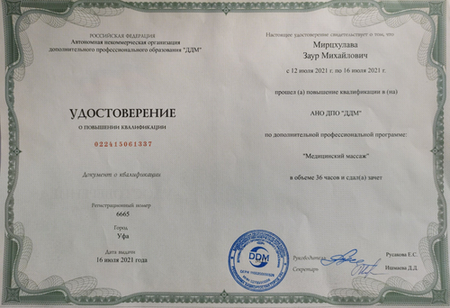 РОССИЙСКАЯ ФЕДЕРАЦИЯ
Автономная некоммерческая организация
дополнительного профессионального образования "ДДМ"
УДОСТОВЕРЕНИЕ
О ПОВЫШЕНИИ КВАЛИФИКАЦИИ
022415061337
Документ о квалификации
Регистрационный номер
6665
Город
Уфа
Дата выдачи
16 июля 2021 года
Настоящее удостоверение свидетельствует о том, что
Мирцхулава
Заур Михайлович
с 12 июля 2021 г. по 16 июля 2021 г.
прошел (а) повышение квалификации в (на)
АНО ДПО "ДДМ"
по дополнительной профессиональной программе:
"Медицинский массаж"
в объеме 36 часов и сдал(а) зачет
DDM
Руководитель
Русакова Е.С.
Секретарь
Д.Д.